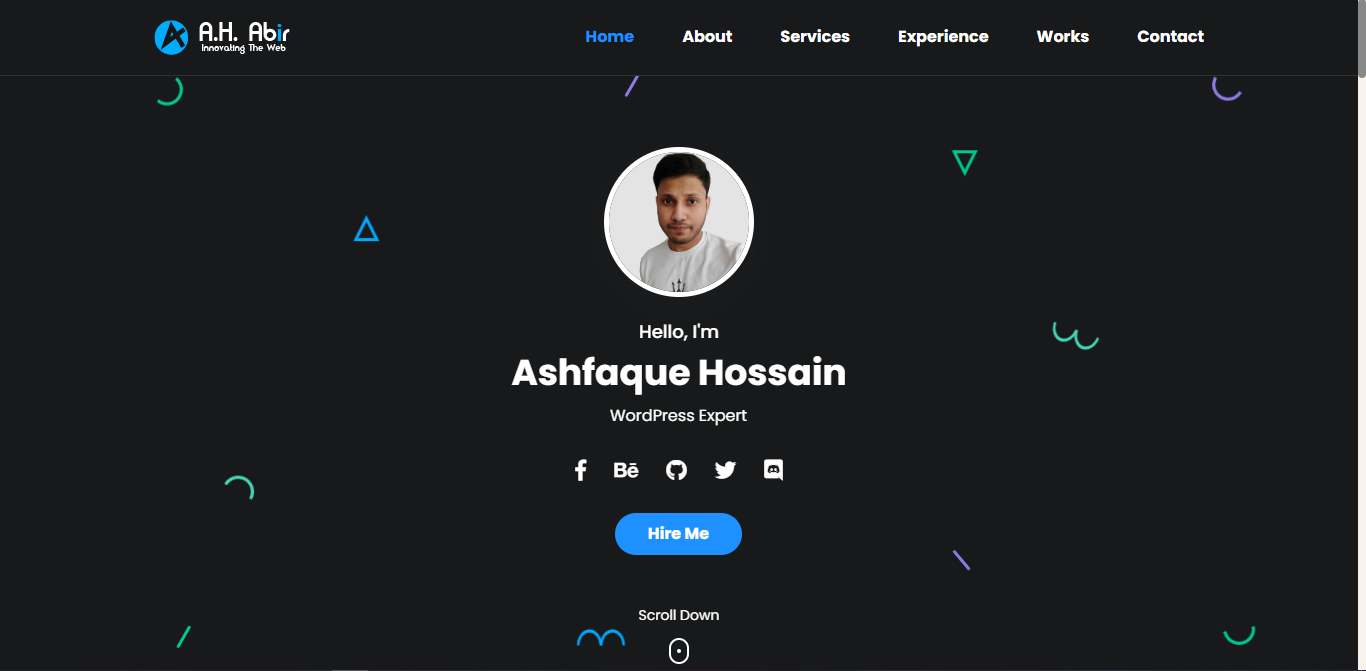 A.H. Abir
Innovating The Web
Home About Services Experience Works Contact
Hello, I'm
Ashfaque Hossain
WordPress Expert
Bē
Hire Me
Scroll Down